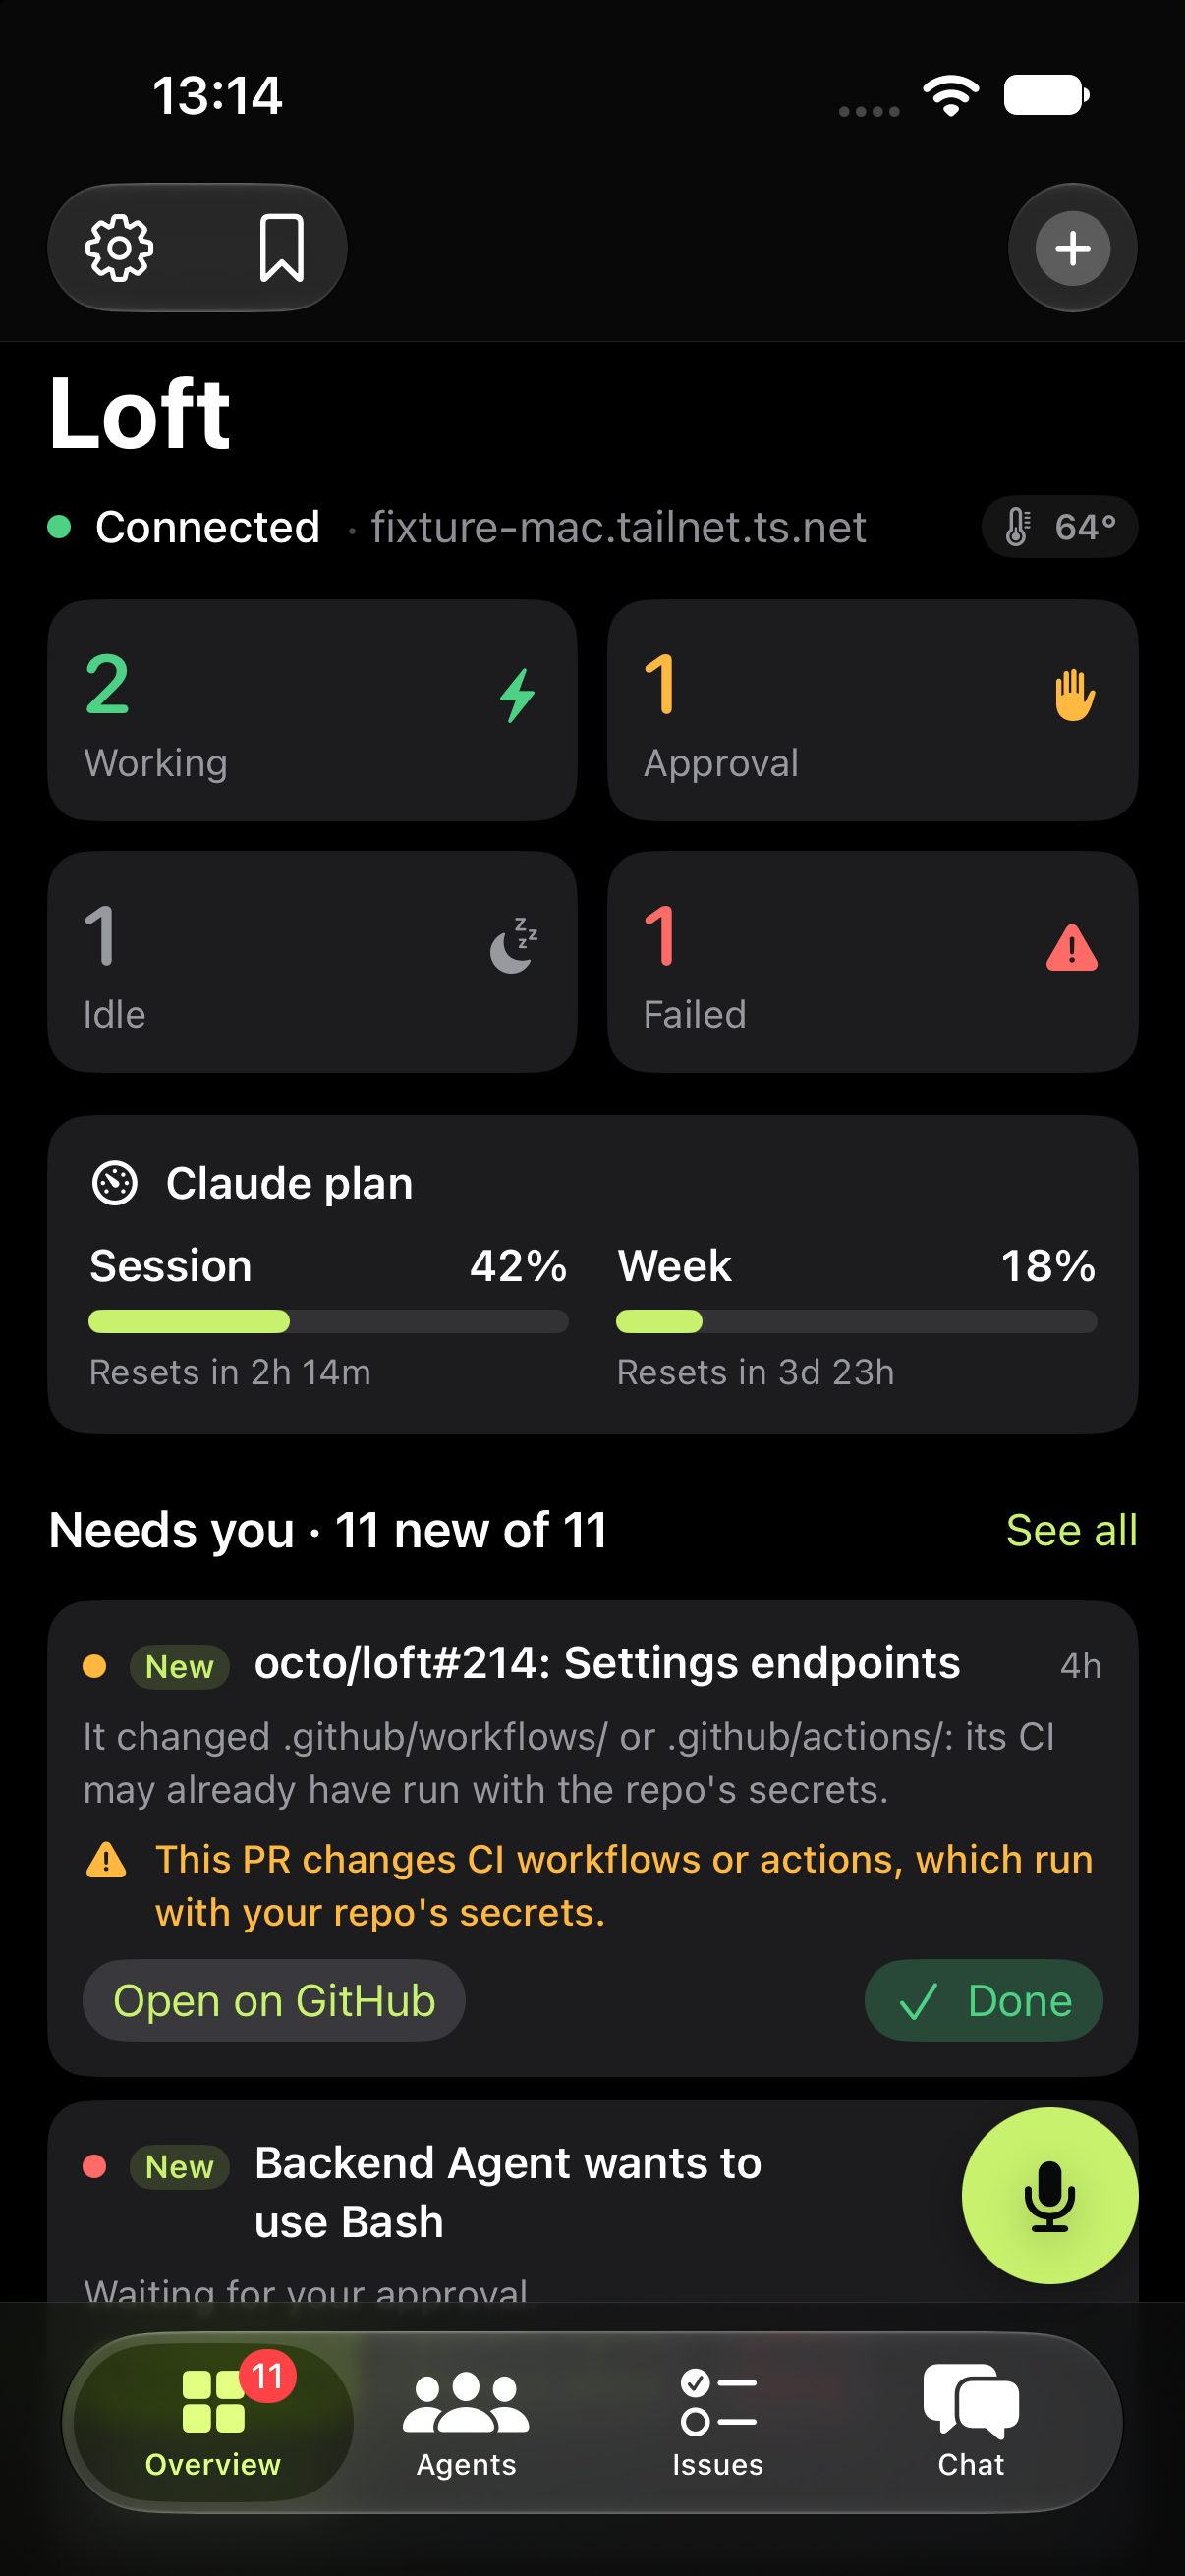 13:14
Loft
Connected · fixture-mac.tailnet.ts.net
64°
2
Working
1
Approval
1
Idle
1
Failed
Claude plan
Session 42%
Resets in 2h 14m
Week 18%
Resets in 3d 23h
Needs you · 11 new of 11
See all
New octo/loft#214: Settings endpoints 4h
It changed .github/workflows/ or .github/actions/: its CI
may already have run with the repo's secrets.
This PR changes CI workflows or actions, which run
with your repo's secrets.
Open on GitHub
Done
New Backend Agent wants to
use Bash
Waiting for your approval.
11
Overview
Agents
Issues
Chat